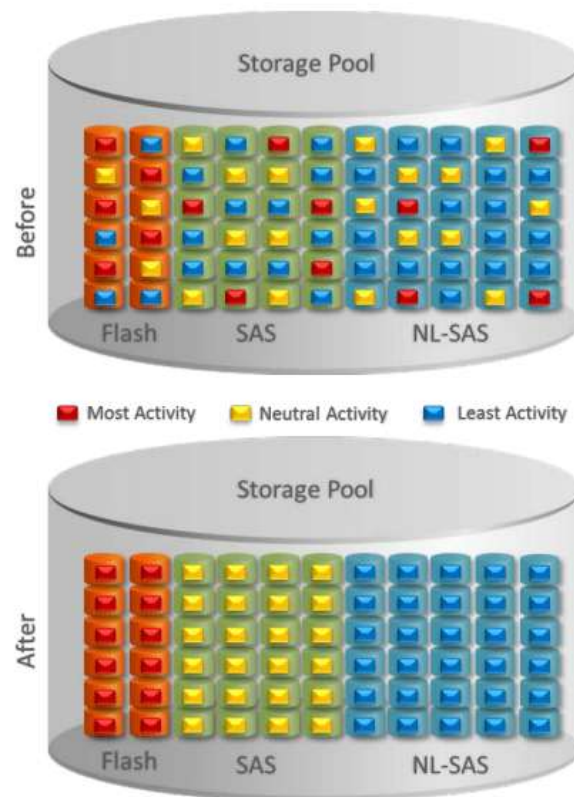 Storage Pool
Before
Flash SAS NL-SAS
Most Activity Neutral Activity Least Activity
Storage Pool
After
Flash SAS NL-SAS